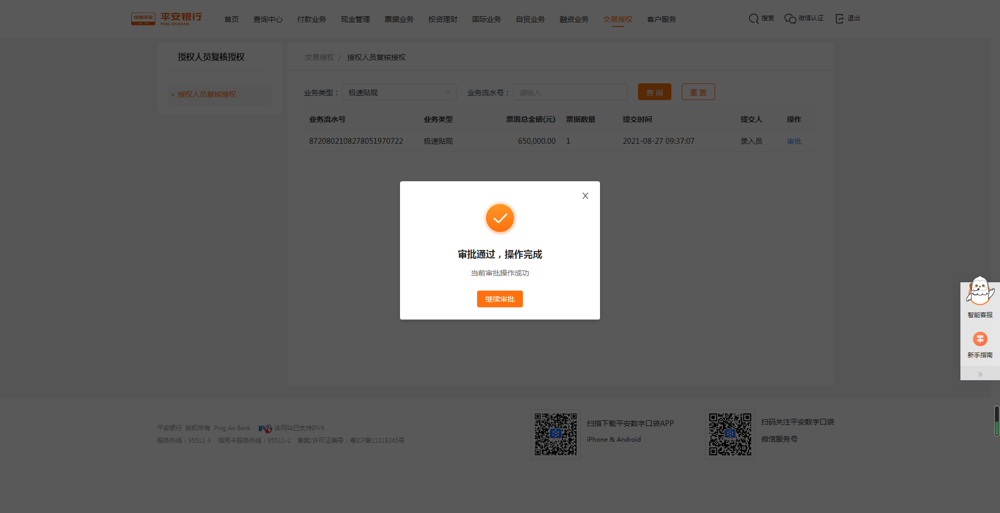 中国平安 平安银行 PING AN BANK
首页 查询中心 付款业务 现金管理 票据业务 投资理财 国际业务 自贸业务 融资业务 交易授权 客户服务 搜索 微信认证 退出
授权人员复核授权
• 授权人员复核授权
交易授权 / 授权人员复核授权
业务类型： 极速贴现 业务流水号： 请输入 查 询 重 置
业务流水号 业务类型 票面总金额(元) 票据数量 提交时间 提交人 操作
8720802108278051970722 极速贴现 650,000.00 1 2021-08-27 09:37:07 录入员 审批
X
审批通过，操作完成
当前审批操作成功
继续审批
智能客服
新手指南
»
平安银行 版权所有 Ping An Bank IPV6 该网站已支持IPV6
服务热线：95511-3 信用卡服务热线：95511-2 备案/许可证编号：粤ICP备11018345号
扫描下载平安数字口袋APP
iPhone & Android
扫码关注平安数字口袋
微信服务号